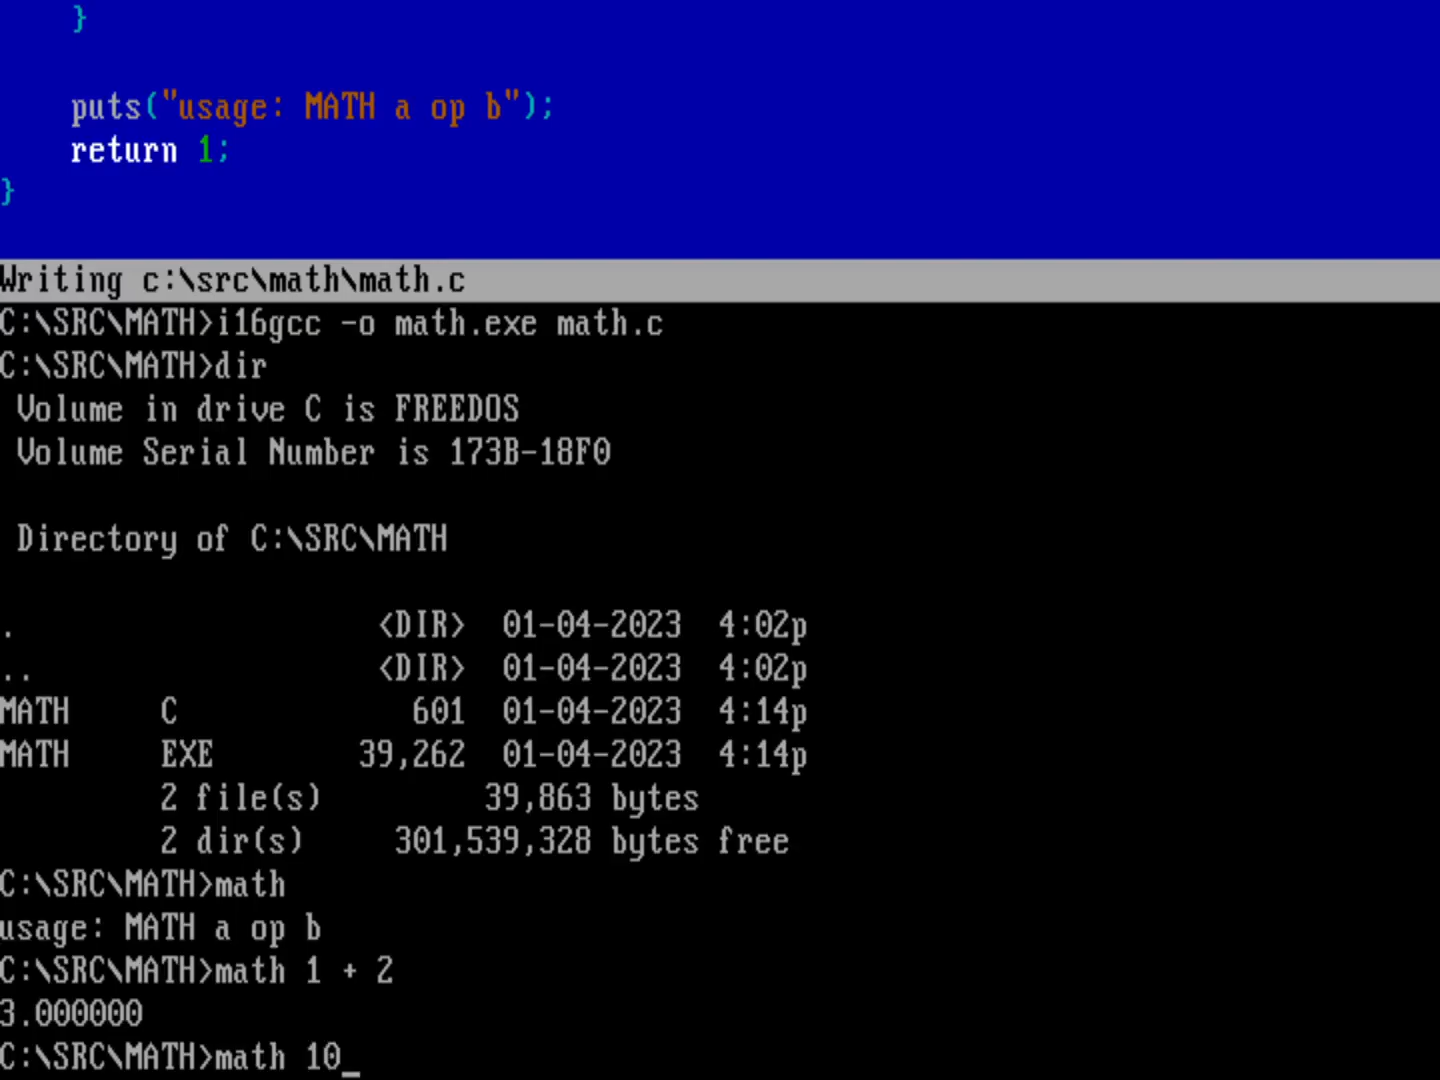 }
puts("usage: MATH a op b");
return 1;
}
Writing c:\src\math\math.c
C:\SRC\MATH>i16gcc -o math.exe math.c
C:\SRC\MATH>dir
Volume in drive C is FREEDOS
Volume Serial Number is 173B-18F0
Directory of C:\SRC\MATH
. <DIR> 01-04-2023 4:02p
.. <DIR> 01-04-2023 4:02p
MATH C 601 01-04-2023 4:14p
MATH EXE 39,262 01-04-2023 4:14p
2 file(s) 39,863 bytes
2 dir(s) 301,539,328 bytes free
C:\SRC\MATH>math
usage: MATH a op b
C:\SRC\MATH>math 1 + 2
3.000000
C:\SRC\MATH>math 10_